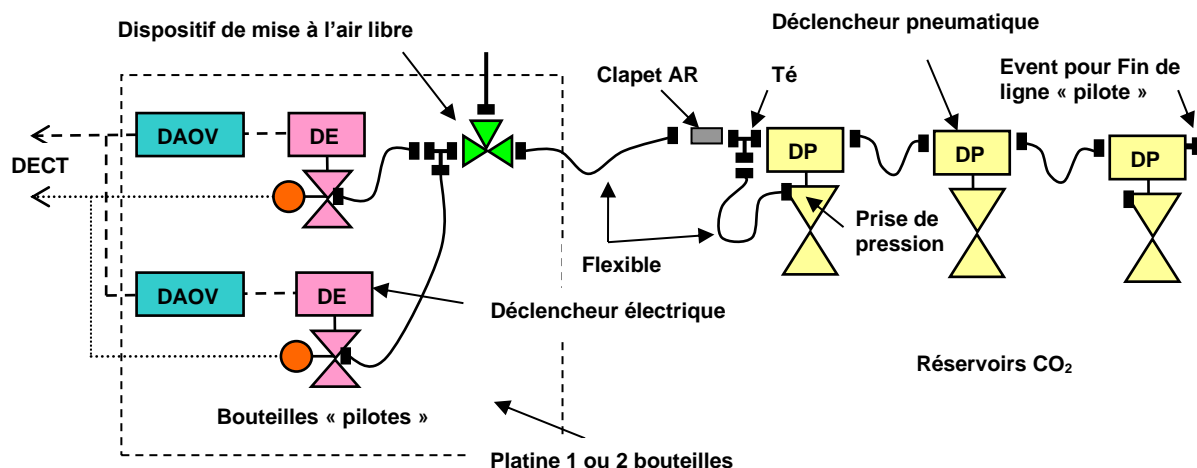 Déclencheur pneumatique
Dispositif de mise à l'air libre
Clapet AR
Té
Event pour Fin de
ligne « pilote »
DAOV
DE
DP
DP
DP
DECT
Prise de
pression
Flexible
DAOV
DE
Déclencheur électrique
Réservoirs CO₂
Bouteilles « pilotes »
Platine 1 ou 2 bouteilles